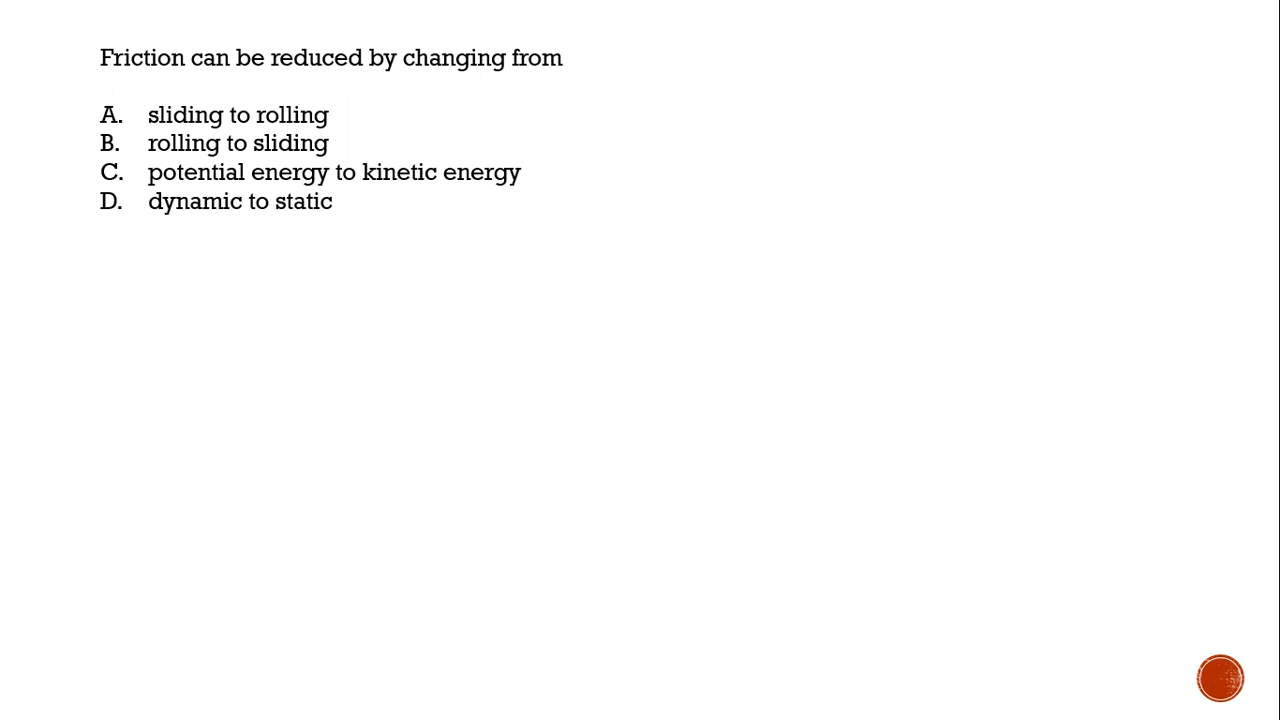 Friction can be reduced by changing from
A. sliding to rolling
B. rolling to sliding
C. potential energy to kinetic energy
D. dynamic to static